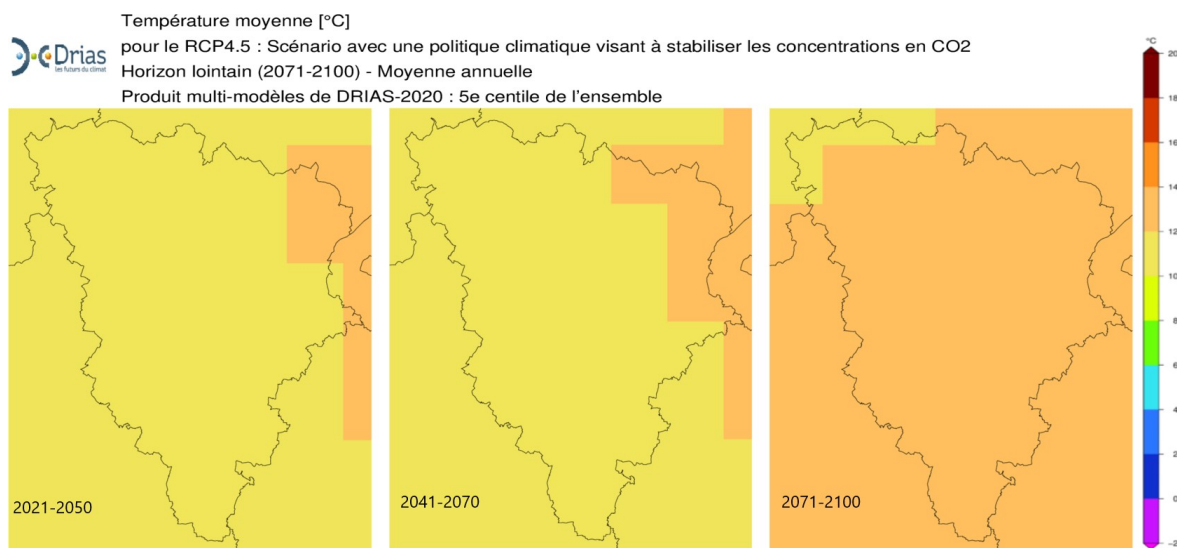 Température moyenne [°C]
pour le RCP4.5 : Scénario avec une politique climatique visant à stabiliser les concentrations en CO2
Horizon lointain (2071-2100) - Moyenne annuelle
Produit multi-modèles de DRIAS-2020 : 5e centile de l'ensemble
Drias
les futurs du climat
°C
20
18
16
14
12
10
8
6
4
2
0
-2
2021-2050
2041-2070
2071-2100